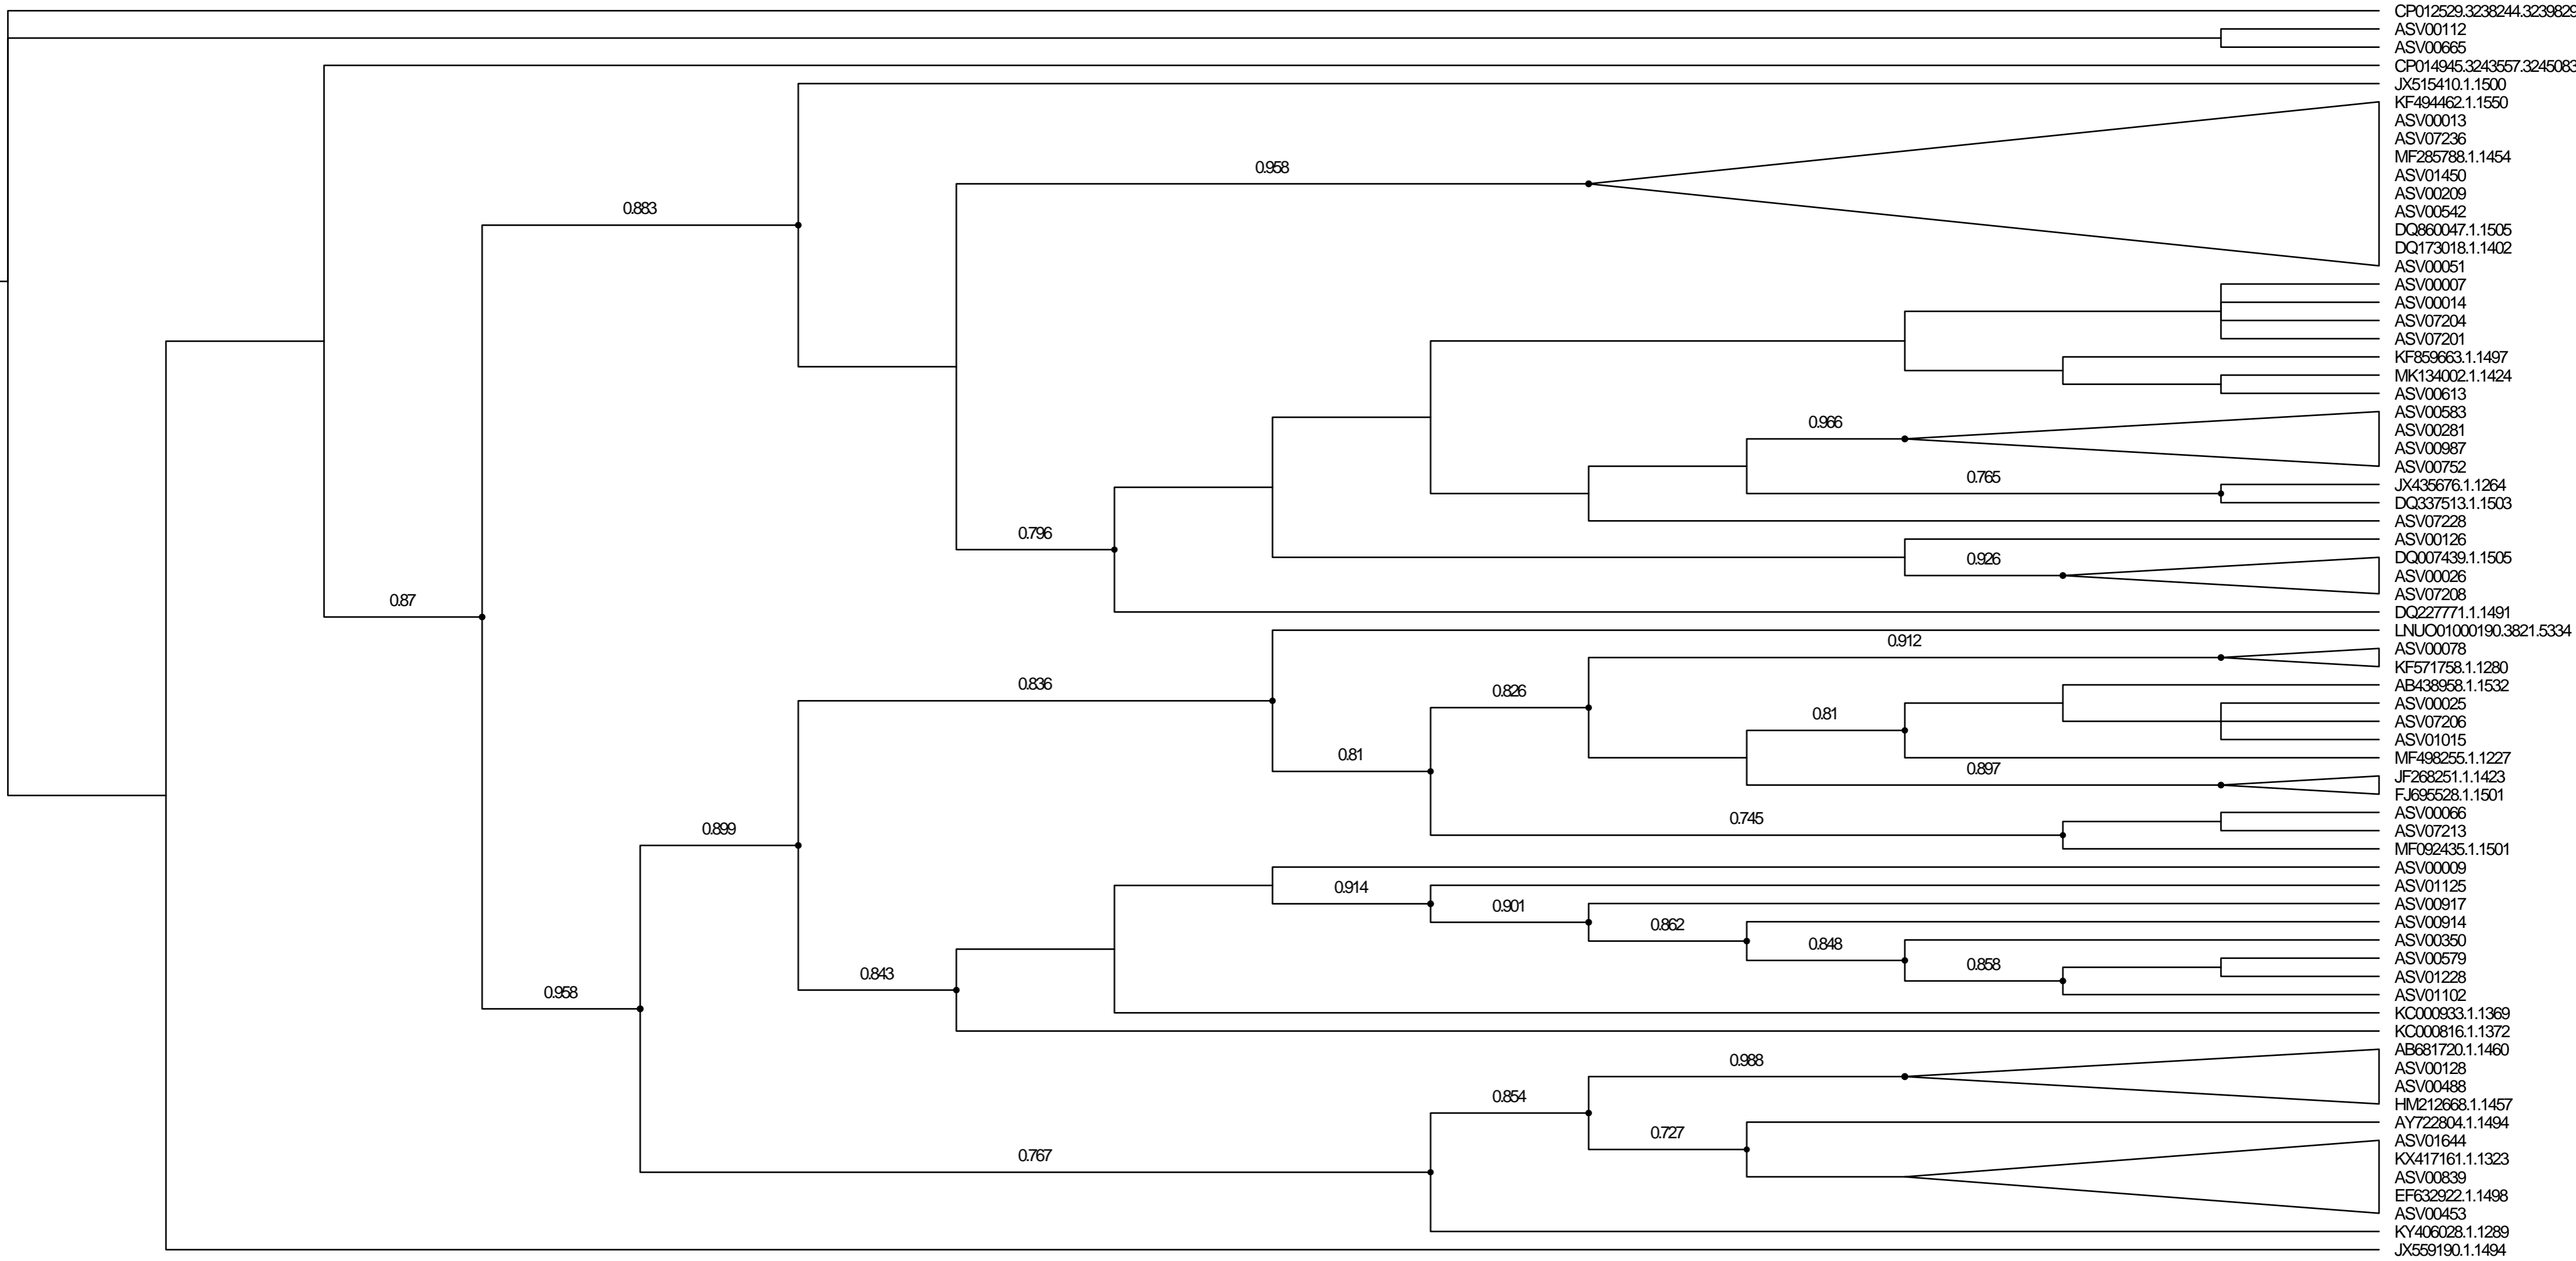 CP012529.3238244.3239829
ASV00112
ASV00665
CP014945.3243557.3245083
JX515410.1.1500
KF494462.1.1550
ASV00013
ASV07236
MF285788.1.1454
0.958
ASV01450
ASV00209
0.883
ASV00542
DQ860047.1.1505
DQ173018.1.1402
ASV00051
ASV00007
ASV00014
ASV07204
ASV07201
KF859663.1.1497
MK134002.1.1424
ASV00613
ASV00583
0.966
ASV00281
ASV00987
ASV00752
0.765
JX435676.1.1264
DQ337513.1.1503
ASV07228
0.796
ASV00126
0.926
DQ007439.1.1505
ASV00026
ASV07208
0.87
DQ227771.1.1491
LNUO01000190.3821.5334
0.912
ASV00078
KF571758.1.1280
0.836
AB438958.1.1532
0.826
ASV00025
0.81
ASV07206
ASV01015
0.81
MF498255.1.1227
0.897
JF268251.1.1423
FJ695528.1.1501
ASV00066
0.745
ASV07213
0.899
MF092435.1.1501
ASV00009
0.914
ASV01125
0.901
ASV00917
0.862
ASV00914
0.848
ASV00350
0.858
ASV00579
0.843
ASV01228
0.958
ASV01102
KC000933.1.1369
KC000816.1.1372
AB681720.1.1460
0.988
ASV00128
ASV00488
0.854
HM212668.1.1457
AY722804.1.1494
0.727
ASV01644
0.767
KX417161.1.1323
ASV00839
EF632922.1.1498
ASV00453
KY406028.1.1289
JX559190.1.1494